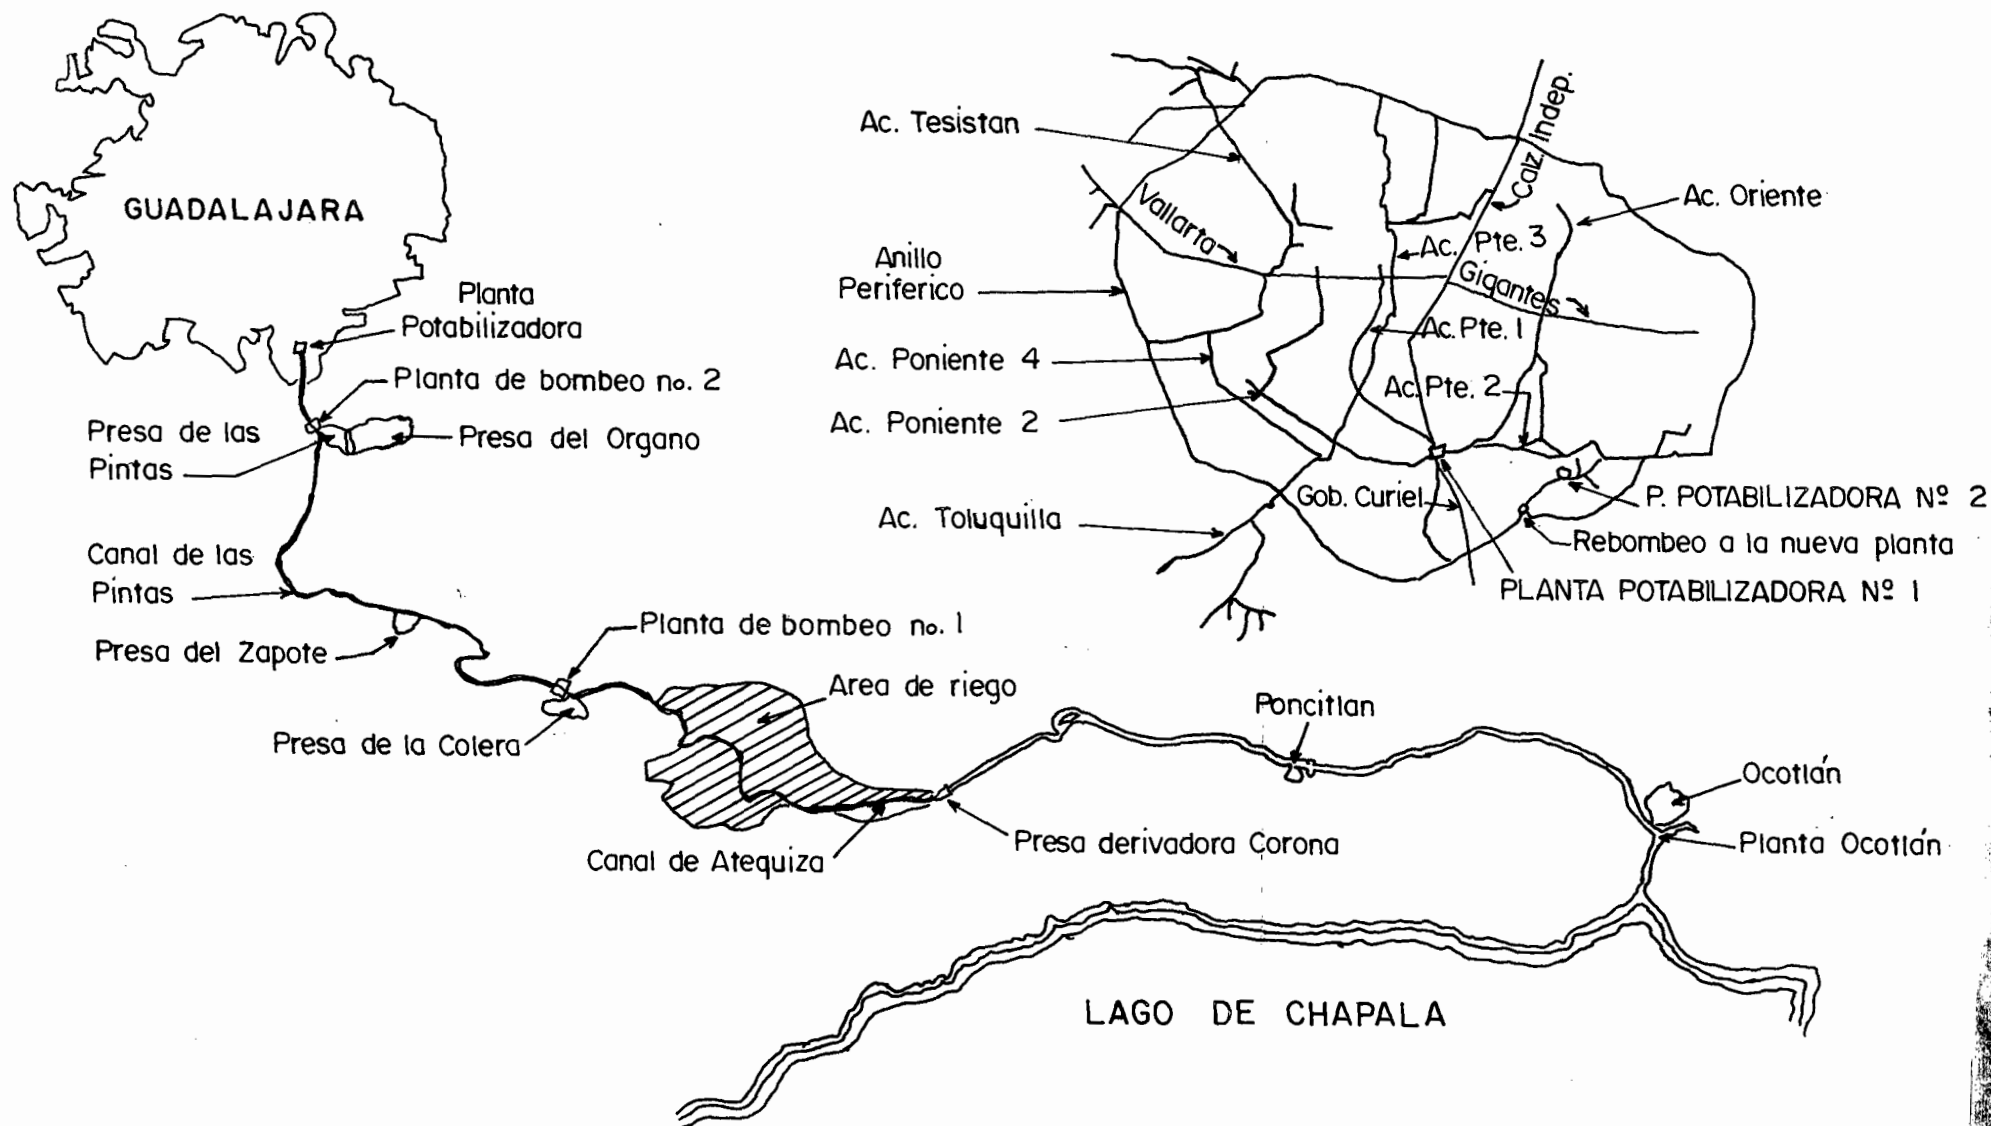 GUADALAJARA
Planta
Potabilizadora
Planta de bombeo no. 2
Presa de las
Pintas
Presa del Organo
Canal de las
Pintas
Presa del Zapote
Planta de bombeo no. 1
Presa de la Colera
Area de riego
Canal de Atequiza
Presa derivadora Corona
Poncitlan
Ocotlán
Planta Ocotlán
LAGO DE CHAPALA
Ac. Tesistan
Calz. Indep.
Vallarta
Ac. Oriente
Anillo
Periferico
Ac. Pte. 3
Gigantes
Ac. Pte. 1
Ac. Poniente 4
Ac. Pte. 2
Ac. Poniente 2
Gob. Curiel
P. POTABILIZADORA Nº 2
Ac. Toluquilla
Rebombeo a la nueva planta
PLANTA POTABILIZADORA Nº 1